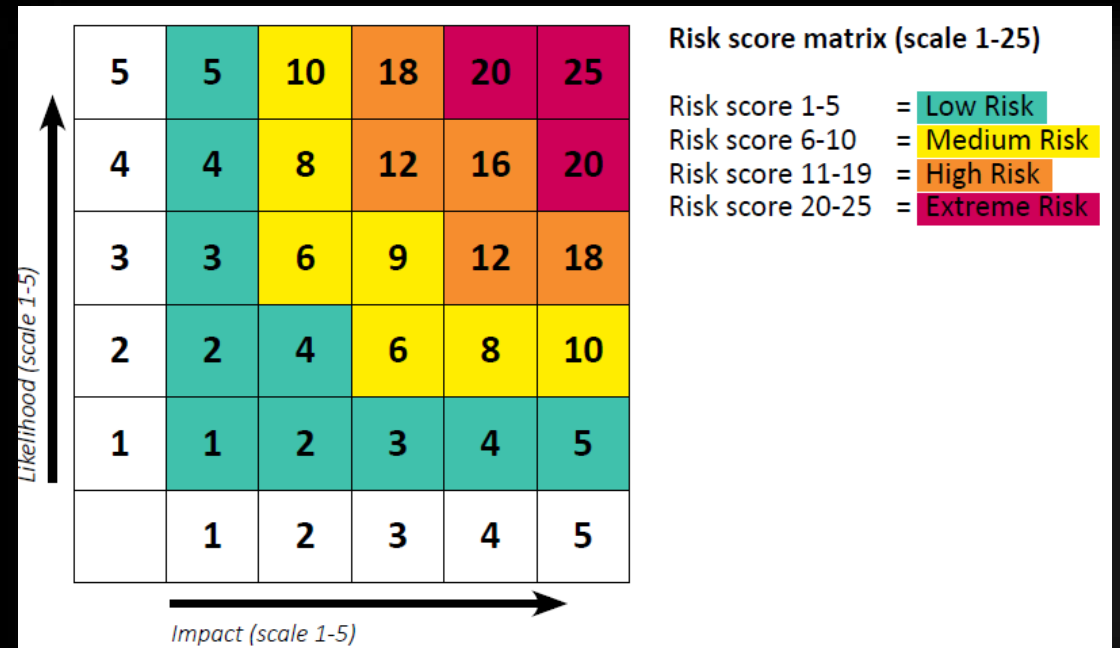 Risk score matrix (scale 1-25)
Risk score 1-5 = Low Risk
Risk score 6-10 = Medium Risk
Risk score 11-19 = High Risk
Risk score 20-25 = Extreme Risk
Likelihood (scale 1-5)
5 5 10 18 20 25
4 4 8 12 16 20
3 3 6 9 12 18
2 2 4 6 8 10
1 1 2 3 4 5
1 2 3 4 5
Impact (scale 1-5)